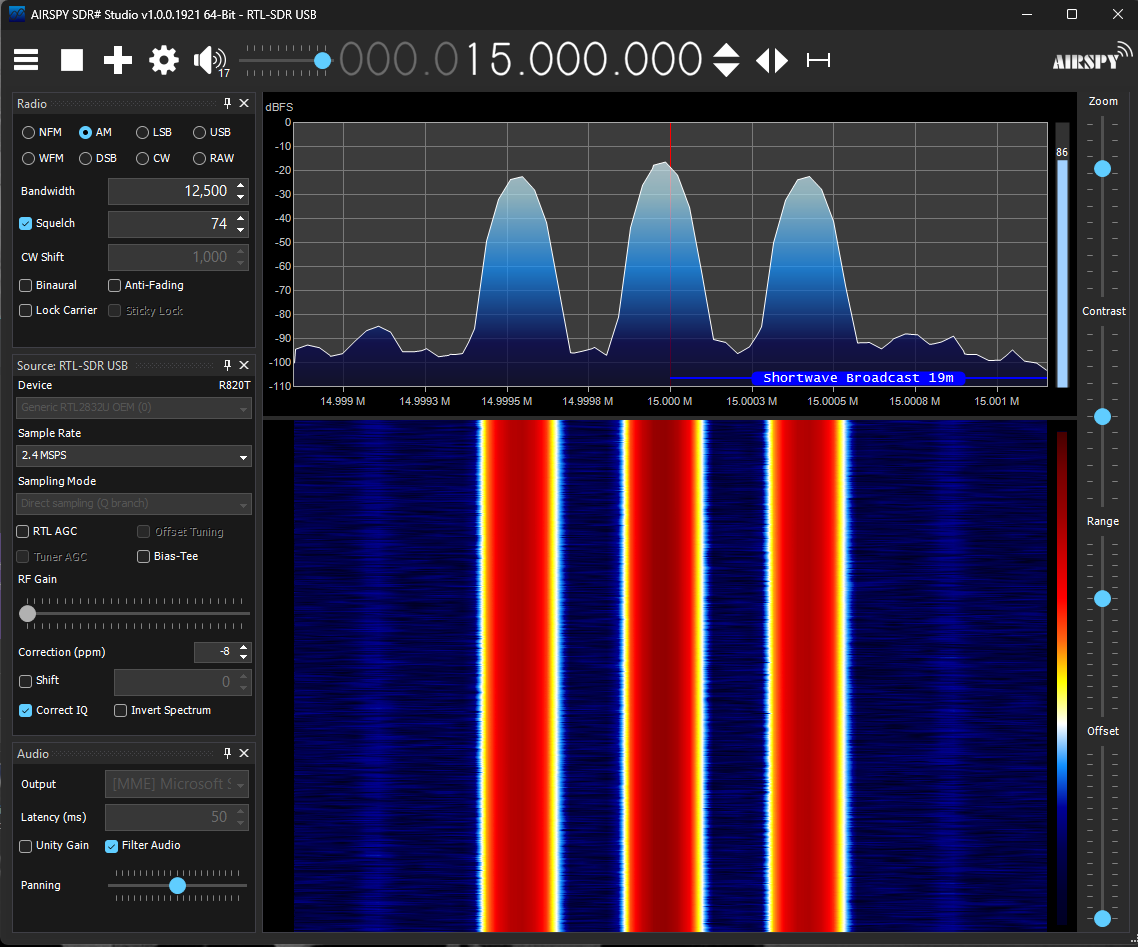 AIRSPY SDR# Studio v1.0.0.1921 64-Bit - RTL-SDR USB
17
000.015.000.000
AIRSPY
Radio
NFM AM LSB USB
WFM DSB CW RAW
Bandwidth 12,500
Squelch 74
CW Shift 1,000
Binaural Anti-Fading
Lock Carrier Sticky Lock
Source: RTL-SDR USB
Device R820T
Generic RTL2832U OEM (0)
Sample Rate
2.4 MSPS
Sampling Mode
Direct sampling (Q branch)
RTL AGC Offset Tuning
Tuner AGC Bias-Tee
RF Gain
Correction (ppm) -8
Shift 0
Correct IQ Invert Spectrum
Audio
Output [MME] Microsoft S
Latency (ms) 50
Unity Gain Filter Audio
Panning
dBFS
0
-10
-20
-30
-40
-50
-60
-70
-80
-90
-100
-110
Shortwave Broadcast 19m
14.999 M 14.9993 M 14.9995 M 14.9998 M 15.000 M 15.0003 M 15.0005 M 15.0008 M 15.001 M
86
Zoom
Contrast
Range
Offset